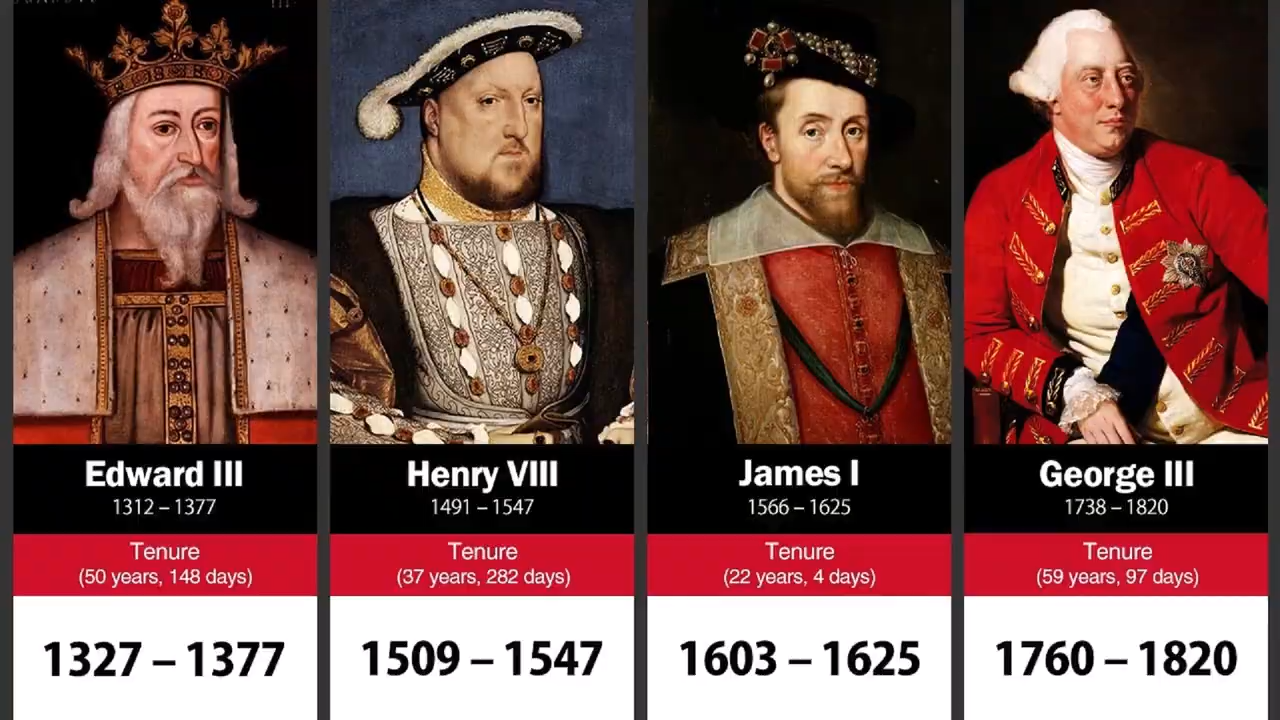 Edward III
1312 – 1377
Tenure
(50 years, 148 days)
1327 – 1377
Henry VIII
1491 – 1547
Tenure
(37 years, 282 days)
1509 – 1547
James I
1566 – 1625
Tenure
(22 years, 4 days)
1603 – 1625
George III
1738 – 1820
Tenure
(59 years, 97 days)
1760 – 1820